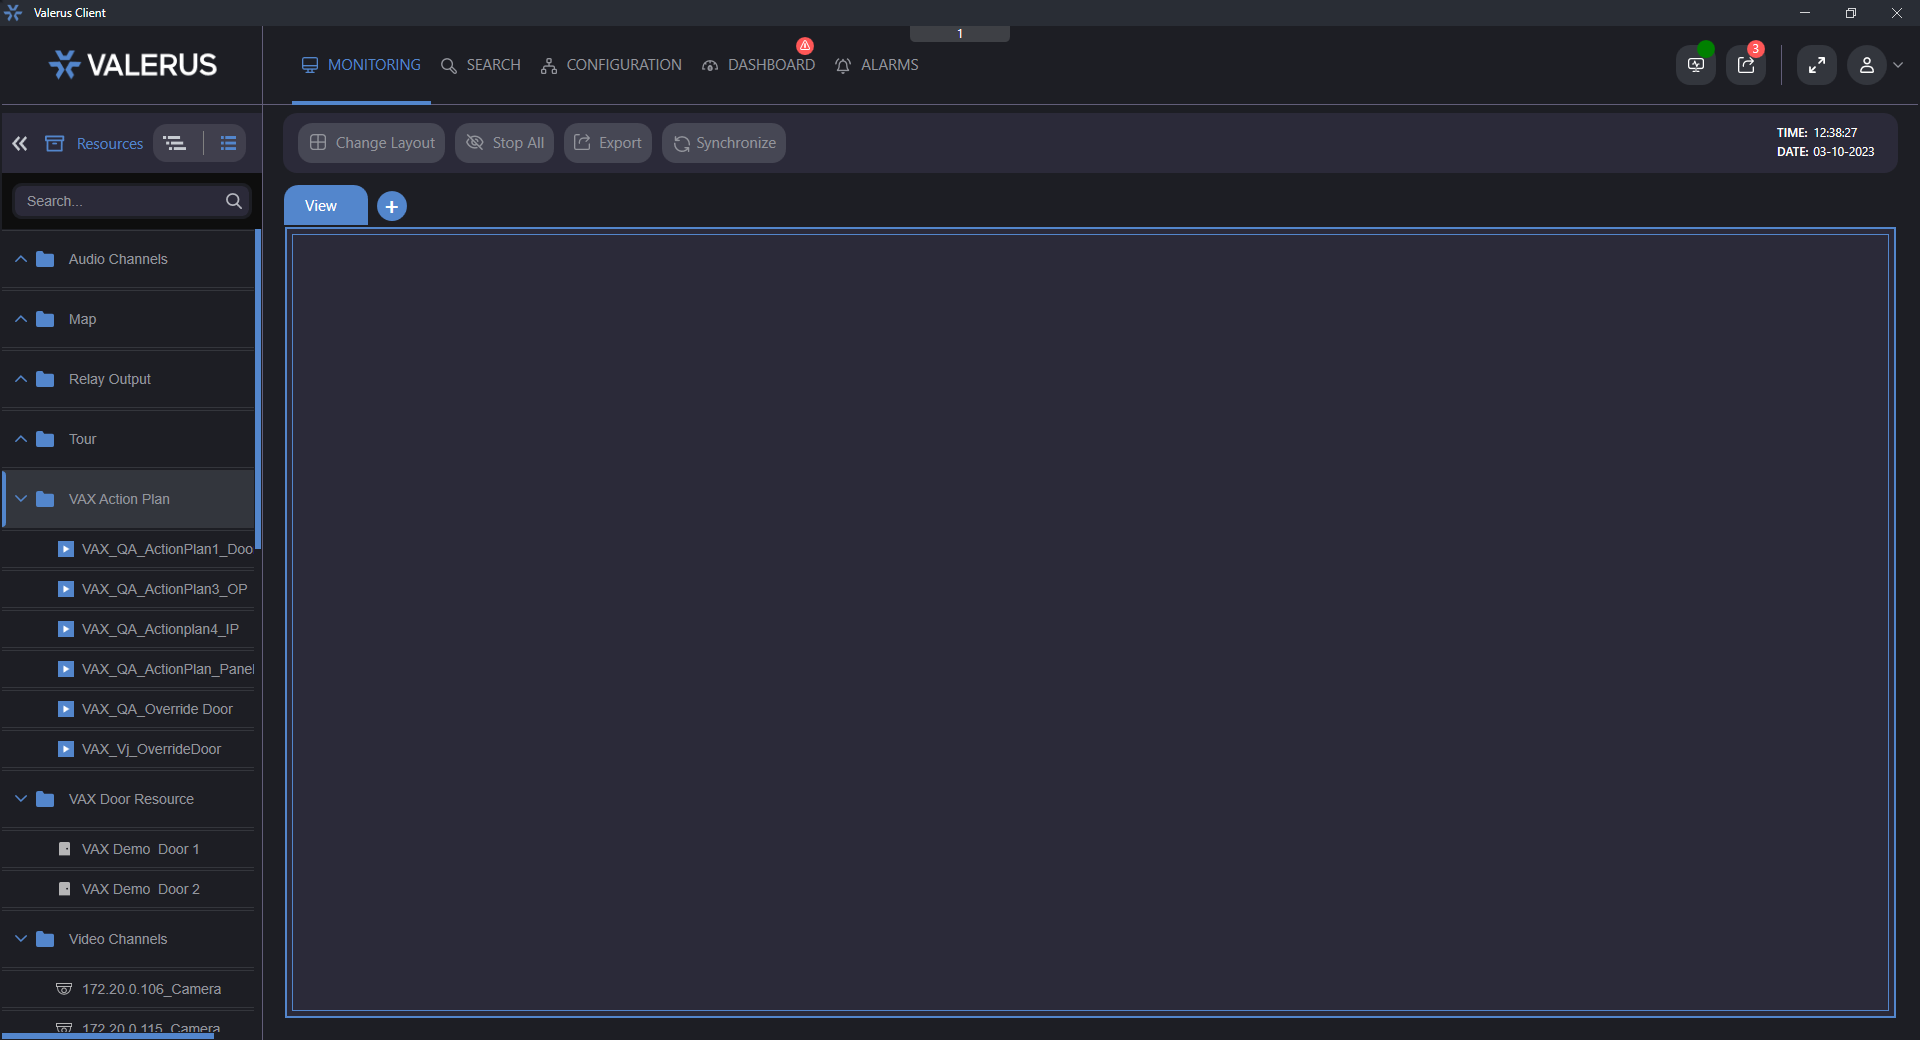 Valerus Client
1
VALERUS
MONITORING
SEARCH
CONFIGURATION
DASHBOARD
ALARMS
3
Resources
Change Layout
Stop All
Export
Synchronize
TIME: 12:38:27
DATE: 03-10-2023
Search...
View
Audio Channels
Map
Relay Output
Tour
VAX Action Plan
VAX_QA_ActionPlan1_Doo
VAX_QA_ActionPlan3_OP
VAX_QA_Actionplan4_IP
VAX_QA_ActionPlan_Panel
VAX_QA_Override Door
VAX_Vj_OverrideDoor
VAX Door Resource
VAX Demo  Door 1
VAX Demo  Door 2
Video Channels
172.20.0.106_Camera
172.20.0.115_Camera